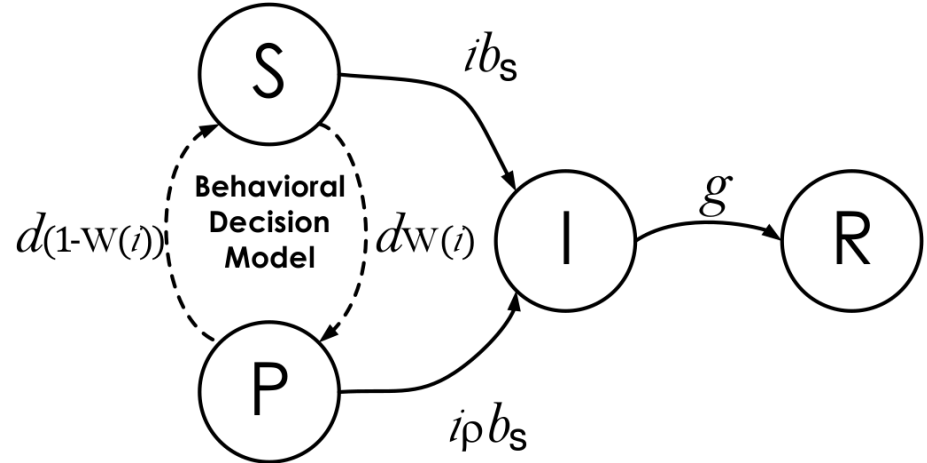 S
ibs
Behavioral
Decision
Model
d(1-W(i))
dW(i)
I
g
R
P
iρbs